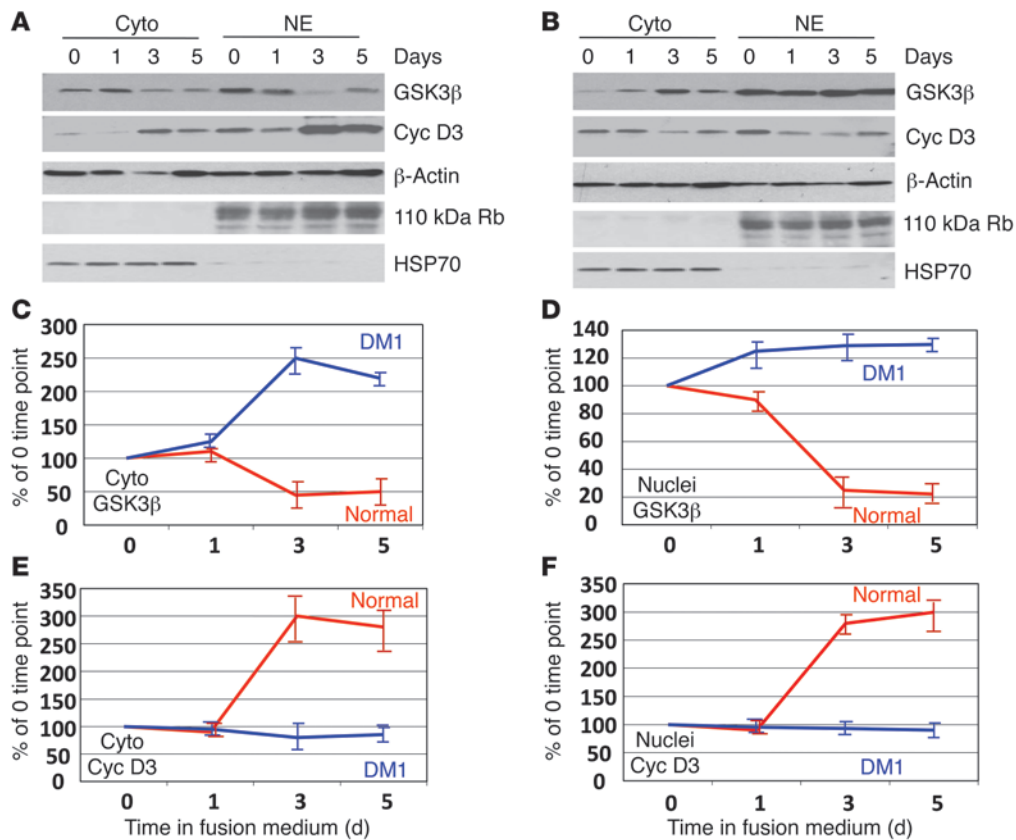 A
Cyto NE
0 1 3 5 0 1 3 5 Days
GSK3β
Cyc D3
β-Actin
110 kDa Rb
HSP70
B
Cyto NE
0 1 3 5 0 1 3 5 Days
GSK3β
Cyc D3
β-Actin
110 kDa Rb
HSP70
C
% of 0 time point
300
250
200
150
100
50
0
DM1
Cyto
GSK3β
Normal
0 1 3 5
D
% of 0 time point
140
120
100
80
60
40
20
0
DM1
Nuclei
GSK3β
Normal
0 1 3 5
E
% of 0 time point
350
300
250
200
150
100
50
0
Normal
Cyto
Cyc D3
DM1
0 1 3 5
Time in fusion medium (d)
F
% of 0 time point
350
300
250
200
150
100
50
0
Normal
Nuclei
Cyc D3
DM1
0 1 3 5
Time in fusion medium (d)